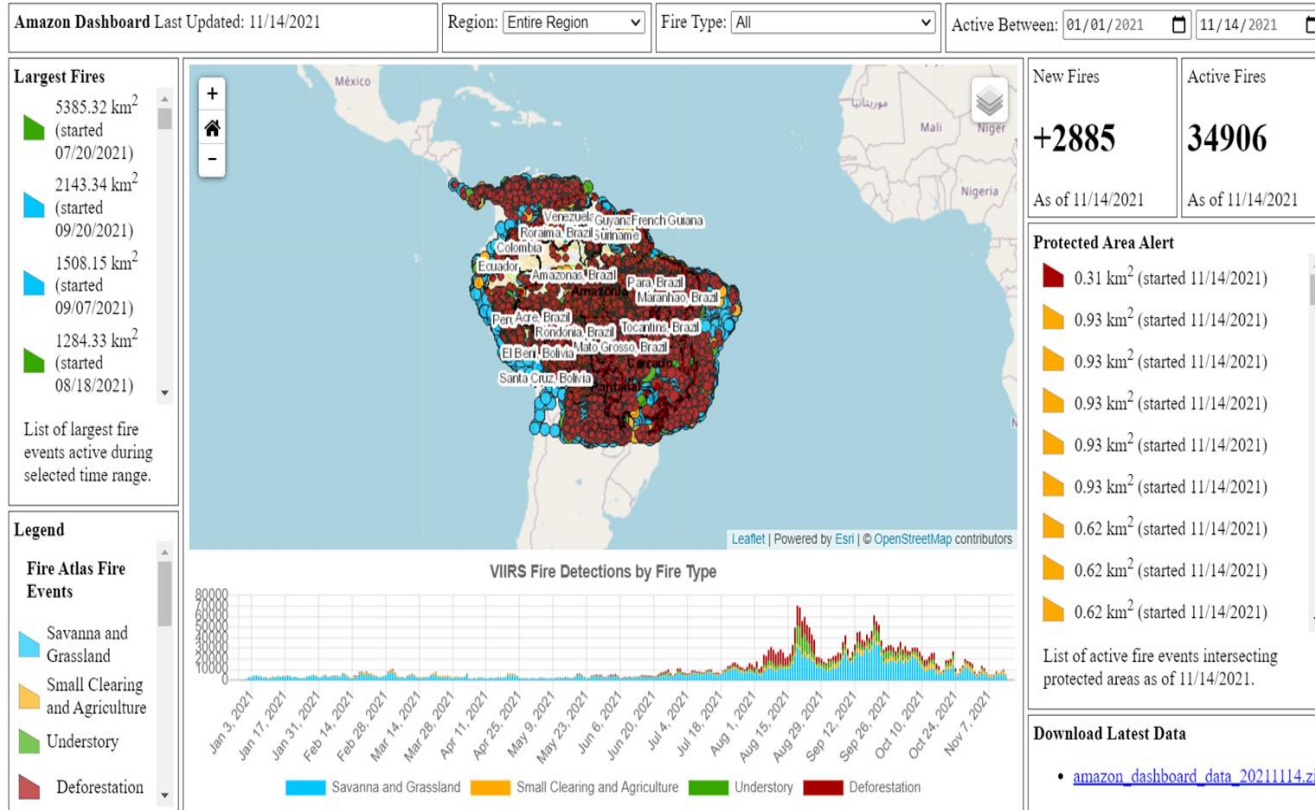 Amazon Dashboard Last Updated: 11/14/2021
Region: Entire Region
Fire Type: All
Active Between: 01/01/2021 11/14/2021
Largest Fires
5385.32 km2
(started
07/20/2021)
2143.34 km2
(started
09/20/2021)
1508.15 km2
(started
09/07/2021)
1284.33 km2
(started
08/18/2021)
List of largest fire
events active during
selected time range.
Legend
Fire Atlas Fire
Events
Savanna and
Grassland
Small Clearing
and Agriculture
Understory
Deforestation
+
−
México
موريتانيا
Mali
Niger
Nigeria
Venezuela
Guyana
French Guiana
Roraima, Brazil
Suriname
Colombia
Ecuador
Amazonas, Brazil
Para, Brazil
Amazonia
Maranhao, Brazil
Peru
Acre, Brazil
Rondonia, Brazil
Tocantins, Brazil
El Beni, Bolivia
Mato Grosso, Brazil
Cerrado
Santa Cruz, Bolivia
Pantanal
Leaflet | Powered by Esri | © OpenStreetMap contributors
VIIRS Fire Detections by Fire Type
80000
70000
60000
50000
40000
30000
20000
10000
0
Jan 3, 2021
Jan 17, 2021
Jan 31, 2021
Feb 14, 2021
Feb 28, 2021
Mar 14, 2021
Mar 28, 2021
Apr 11, 2021
Apr 25, 2021
May 9, 2021
May 23, 2021
Jun 6, 2021
Jun 20, 2021
Jul 4, 2021
Jul 18, 2021
Aug 1, 2021
Aug 15, 2021
Aug 29, 2021
Sep 12, 2021
Sep 26, 2021
Oct 10, 2021
Oct 24, 2021
Nov 7, 2021
Savanna and Grassland
Small Clearing and Agriculture
Understory
Deforestation
New Fires
+2885
As of 11/14/2021
Active Fires
34906
As of 11/14/2021
Protected Area Alert
0.31 km2 (started 11/14/2021)
0.93 km2 (started 11/14/2021)
0.93 km2 (started 11/14/2021)
0.93 km2 (started 11/14/2021)
0.93 km2 (started 11/14/2021)
0.93 km2 (started 11/14/2021)
0.62 km2 (started 11/14/2021)
0.62 km2 (started 11/14/2021)
0.62 km2 (started 11/14/2021)
List of active fire events intersecting
protected areas as of 11/14/2021.
Download Latest Data
• amazon_dashboard_data_20211114.z